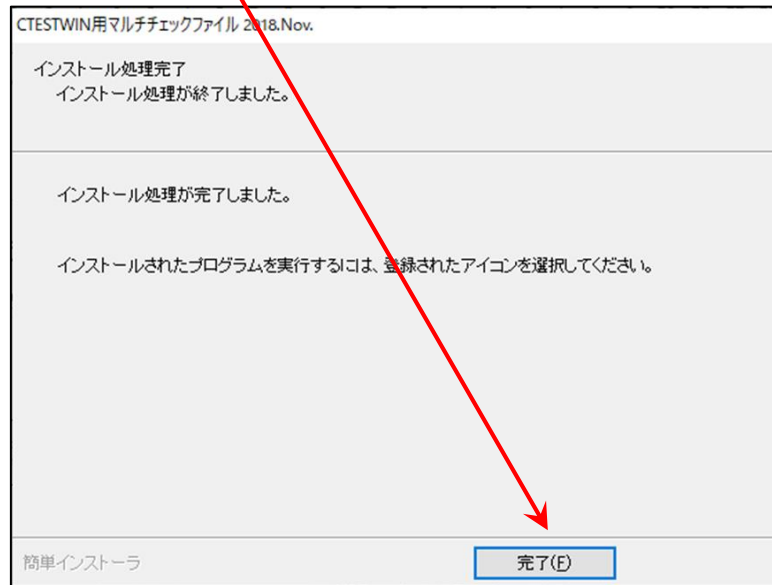 CTESTWIN用マルチチェックファイル 2018.Nov.
インストール処理完了
インストール処理が終了しました。
インストール処理が完了しました。
インストールされたプログラムを実行するには、登録されたアイコンを選択してください。
簡単インストーラ
完了(F)